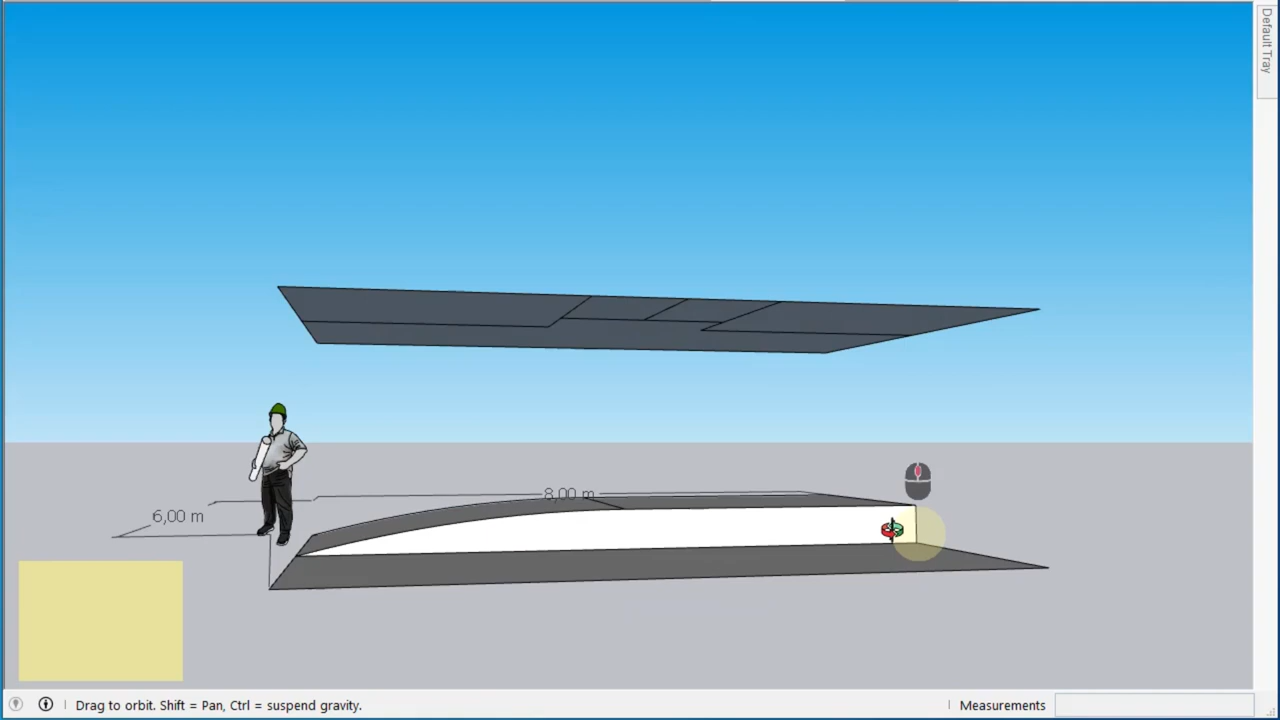 Default Tray
8,00 m
6,00 m
Drag to orbit. Shift = Pan, Ctrl = suspend gravity.
Measurements